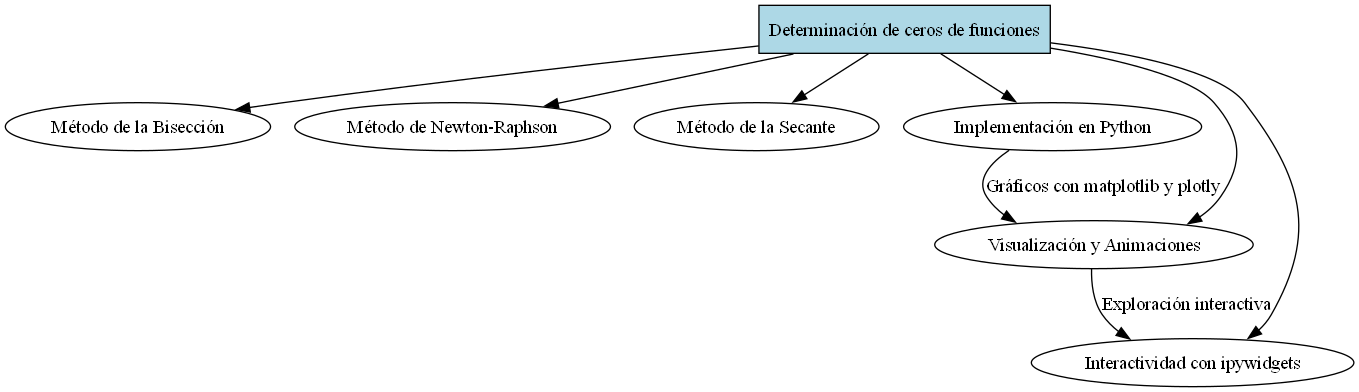 Determinación de ceros de funciones
Método de la Bisección
Método de Newton-Raphson
Método de la Secante
Implementación en Python
Gráficos con matplotlib y plotly
Visualización y Animaciones
Exploración interactiva
Interactividad con ipywidgets